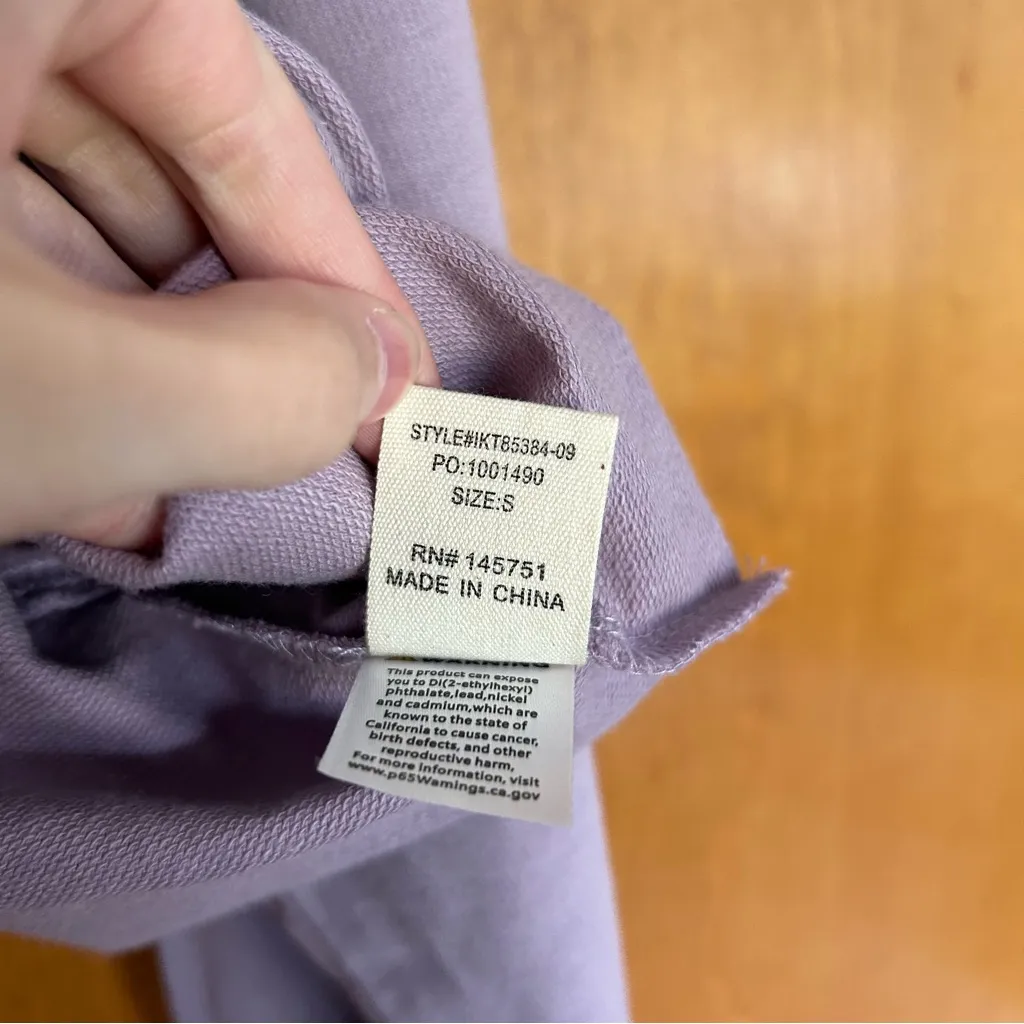 STYLE#IKT85384-09
PO:1001490
SIZE:S
RN# 145751
MADE IN CHINA
WARNING
This product can expose
you to Di(2-ethylhexyl)
phthalate,lead,nickel
and cadmium,which are
known to the state of
California to cause cancer,
birth defects, and other
reproductive harm,
For more information, visit
www.p65Wamings.ca.gov